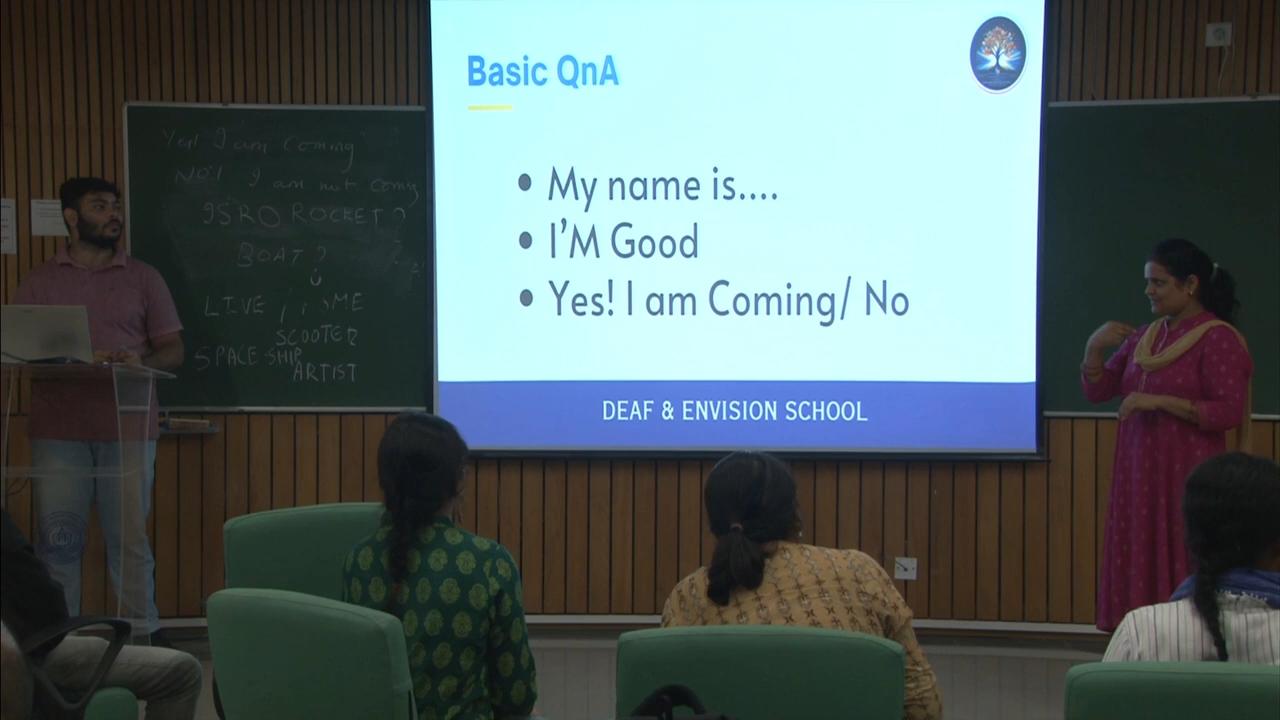 Basic QnA
My name is....
I'M Good
Yes! I am Coming/ No
DEAF & ENVISION SCHOOL
Yes! I am Coming
NO! I am not coming
ISRO ROCKET ?
BOAT ?
LIVE ME
SCOOTER
SPACE-SHIP
ARTIST